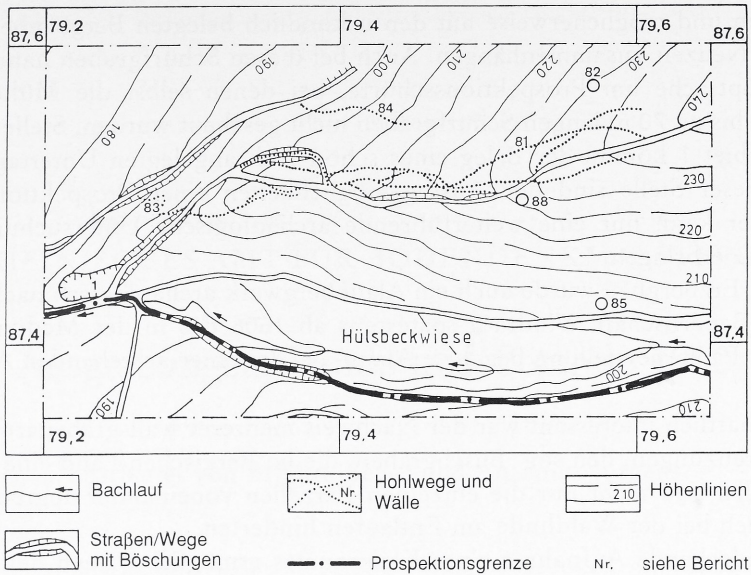 79,2 79,4 79,6
87,6 87,6
190 200 210 220 82 230
84 240
180 81
230
83 88
220
210
1 85
87,4 Hülsbeckwiese 87,4
200
190 210
79,2 79,4 79,6
Bachlauf
Nr. Hohlwege und
Wälle
210 Höhenlinien
Straßen/Wege
mit Böschungen
Prospektionsgrenze
Nr. siehe Bericht